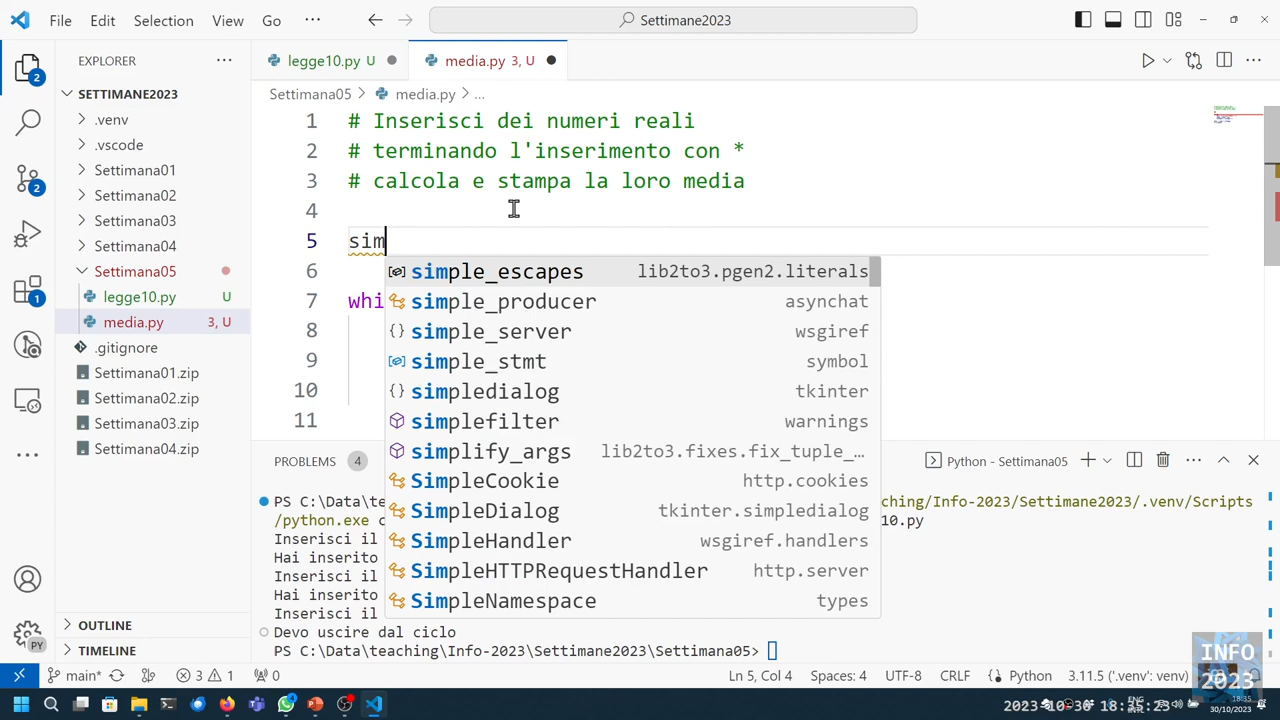 File Edit Selection View Go ··· Settimane2023
EXPLORER ···
legge10.py U
media.py 3, U
SETTIMANE2023
.venv
.vscode
Settimana01
Settimana02
Settimana03
Settimana04
Settimana05
legge10.py U
media.py 3, U
.gitignore
Settimana01.zip
Settimana02.zip
Settimana03.zip
Settimana04.zip
OUTLINE
TIMELINE
Settimana05 > media.py > ...
1 # Inserisci dei numeri reali
2 # terminando l'inserimento con *
3 # calcola e stampa la loro media
4
5 sim
6
7 whi
8
9
10
11
simple_escapes lib2to3.pgen2.literals
simple_producer asynchat
simple_server wsgiref
simple_stmt symbol
simpledialog tkinter
simplefilter warnings
simplify_args lib2to3.fixes.fix_tuple_…
SimpleCookie http.cookies
SimpleDialog tkinter.simpledialog
SimpleHandler wsgiref.handlers
SimpleHTTPRequestHandler http.server
SimpleNamespace types
PROBLEMS 4
Python - Settimana05
PS C:\Data\te aching/Info-2023/Settimane2023/.venv/Scripts
/python.exe c 10.py
Inserisci il
Hai inserito
Inserisci il
Hai inserito
Inserisci il
Devo uscire dal ciclo
PS C:\Data\teaching\Info-2023\Settimane2023\Settimana05>
main* 3 1 0 Ln 5, Col 4 Spaces: 4 UTF-8 CRLF Python 3.11.5 ('.venv': venv)
INFO
2023
ENG
18:35
30/10/2023